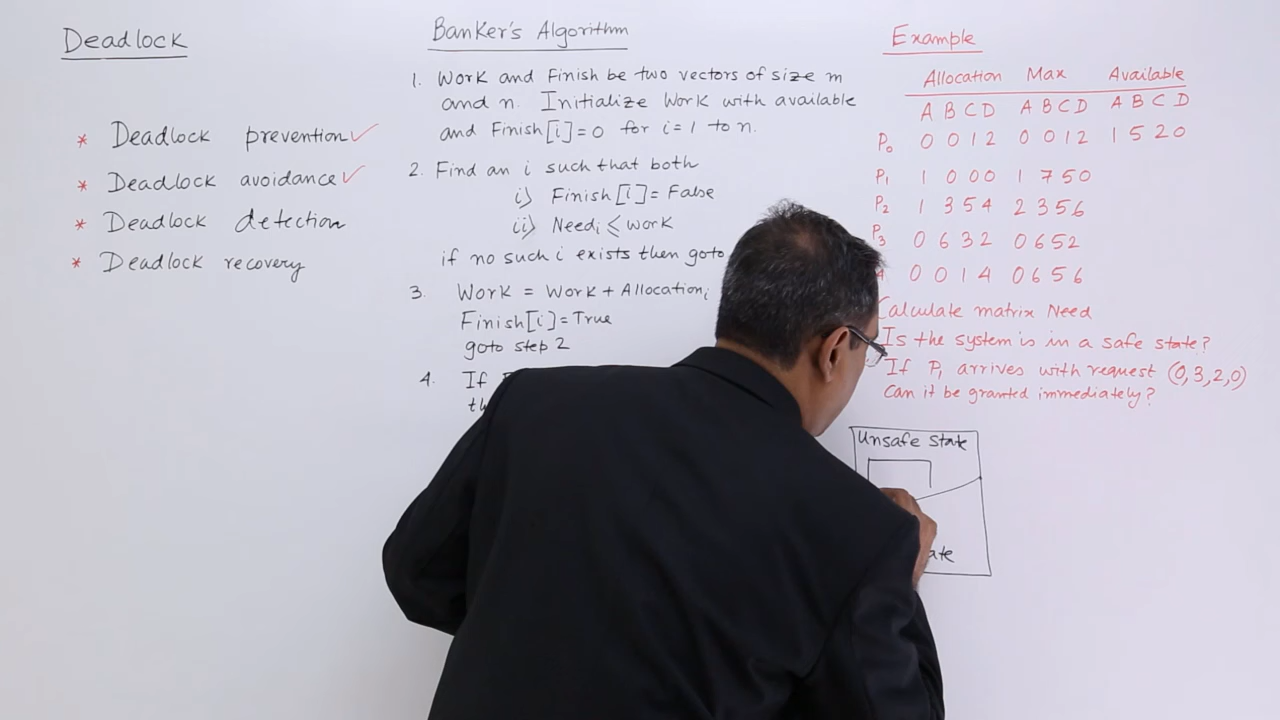 Deadlock
* Deadlock prevention ✓
* Deadlock avoidance ✓
* Deadlock detection
* Deadlock recovery
Banker's Algorithm
1. Work and Finish be two vectors of size m
and n. Initialize Work with available
and Finish[i]=0 for i=1 to n.
2. Find an i such that both
i) Finish[i]=False
ii) Needi ≤ work
if no such i exists then goto
3. Work = Work + Allocationi
Finish[i]=True
goto step 2
4. If
Example
Allocation Max Available
A B C D A B C D A B C D
P0 0 0 1 2 0 0 1 2 1 5 2 0
P1 1 0 0 0 1 7 5 0
P2 1 3 5 4 2 3 5 6
P3 0 6 3 2 0 6 5 2
0 0 1 4 0 6 5 6
Calculate matrix Need
Is the system is in a safe state?
If P1 arrives with request (0,3,2,0)
Can it be granted immediately?
Unsafe State